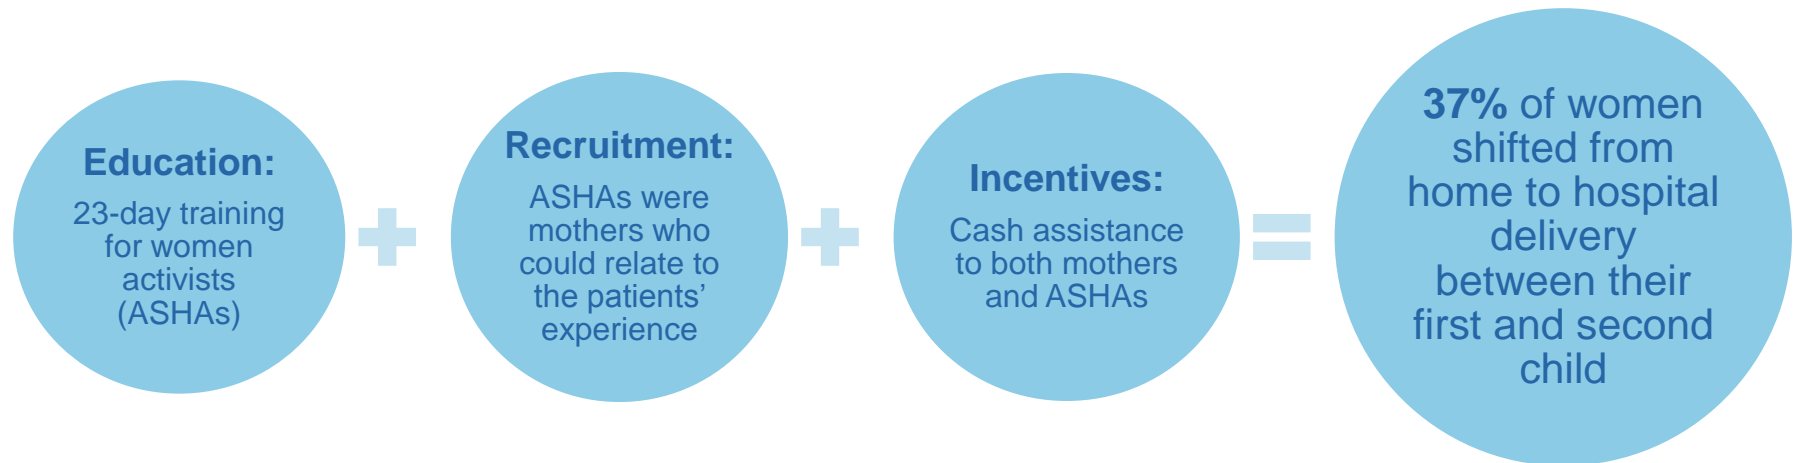 Education:
23-day training
for women
activists
(ASHAs)
Recruitment:
ASHAs were
mothers who
could relate to
the patients’
experience
Incentives:
Cash assistance
to both mothers
and ASHAs
37% of women
shifted from
home to hospital
delivery
between their
first and second
child